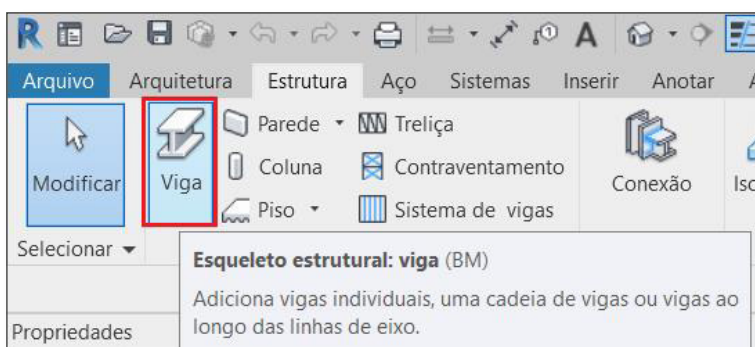 R A
Arquivo Arquitetura Estrutura Aço Sistemas Inserir Anotar
Modificar Viga Parede Treliça
Coluna Contraventamento Conexão
Piso Sistema de vigas
Selecionar
Esqueleto estrutural: viga (BM)
Adiciona vigas individuais, uma cadeia de vigas ou vigas ao
longo das linhas de eixo.
Propriedades